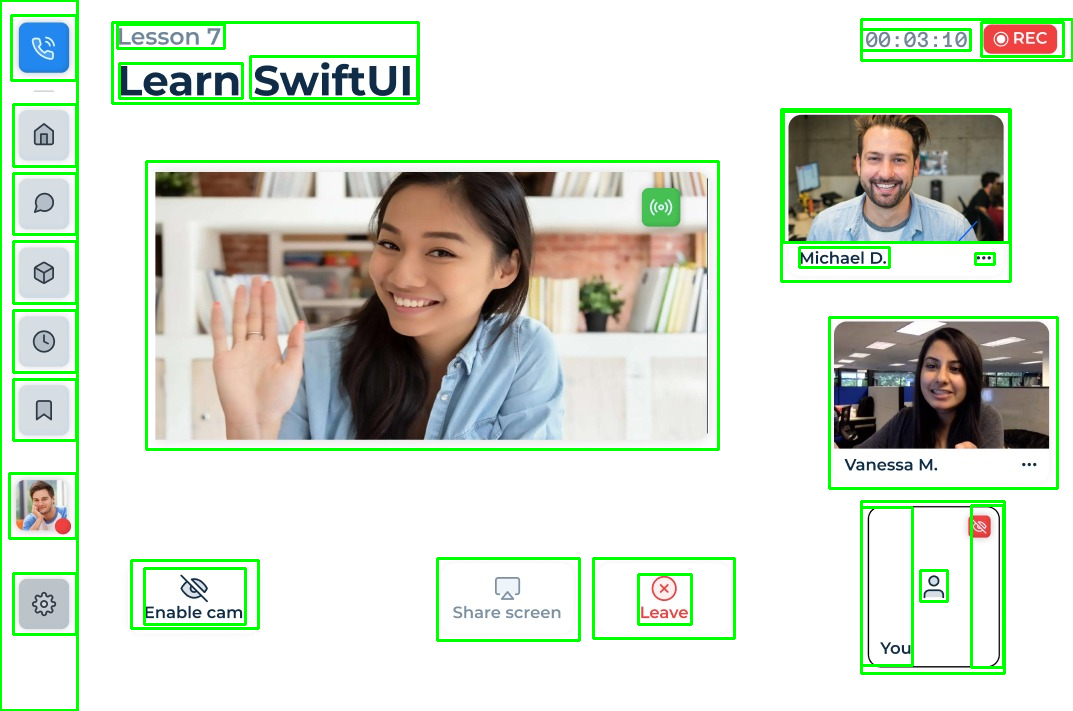 Lesson 7
Learn SwiftUI
00:03:10
REC
Michael D.
Vanessa M.
You
Enable cam
Share screen
Leave